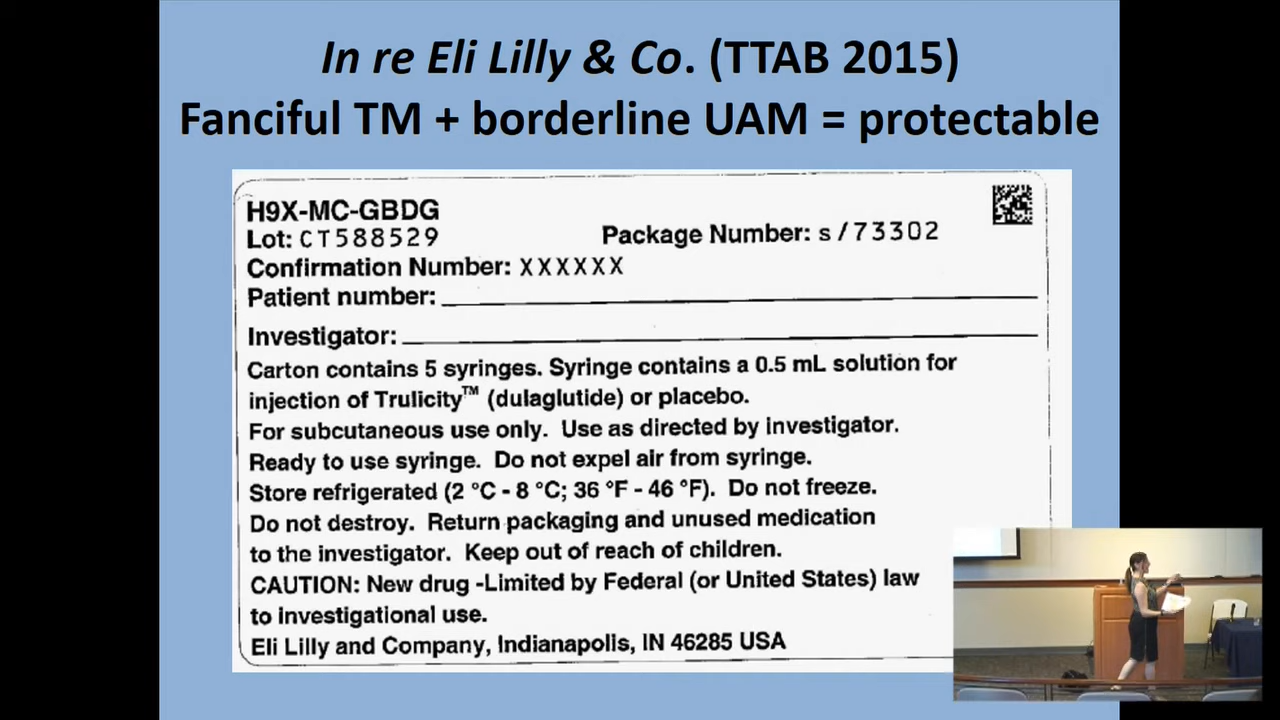 In re Eli Lilly & Co. (TTAB 2015)
Fanciful TM + borderline UAM = protectable
H9X-MC-GBDG
Lot: CT588529
Package Number: s/73302
Confirmation Number: XXXXXX
Patient number:
Investigator:
Carton contains 5 syringes. Syringe contains a 0.5 mL solution for
injection of Trulicity™ (dulaglutide) or placebo.
For subcutaneous use only. Use as directed by investigator.
Ready to use syringe. Do not expel air from syringe.
Store refrigerated (2 °C - 8 °C; 36 °F - 46 °F). Do not freeze.
Do not destroy. Return packaging and unused medication
to the investigator. Keep out of reach of children.
CAUTION: New drug -Limited by Federal (or United States) law
to investigational use.
Eli Lilly and Company, Indianapolis, IN 46285 USA